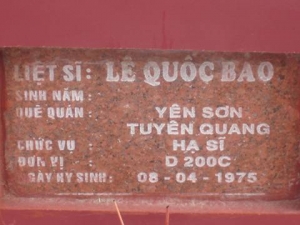 LIỆT SĨ: LÊ QUỐC BẢO
SINH NĂM :
QUÊ QUÁN : YÊN SƠN
TUYÊN QUANG
CHỨC VỤ : HẠ SĨ
ĐƠN VỊ : D 200C
GÀY HY SINH: 08 - 04 - 1975